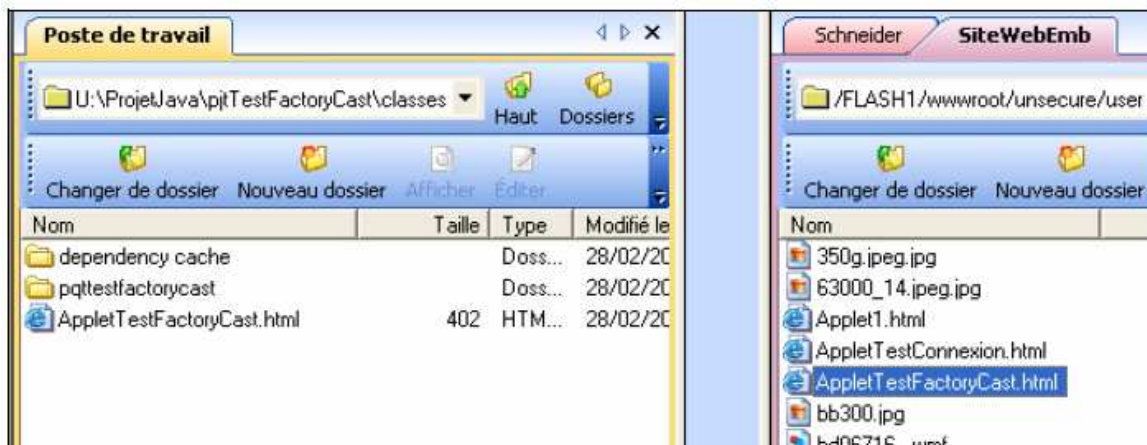 Poste de travail
U:\ProjetJava\pjtTestFactoryCast\classes
Haut Dossiers
Changer de dossier Nouveau dossier Afficher Éditer
Nom Taille Type Modifié le
dependency cache Doss... 28/02/20
pqttestfactorycast Doss... 28/02/20
AppletTestFactoryCast.html 402 HTM... 28/02/20
Schneider SiteWebEmb
/FLASH1/wwwroot/unsecure/user
Changer de dossier Nouveau dossier
Nom
350g.jpeg.jpg
63000_14.jpeg.jpg
Applet1.html
AppletTestConnexion.html
AppletTestFactoryCast.html
bb300.jpg